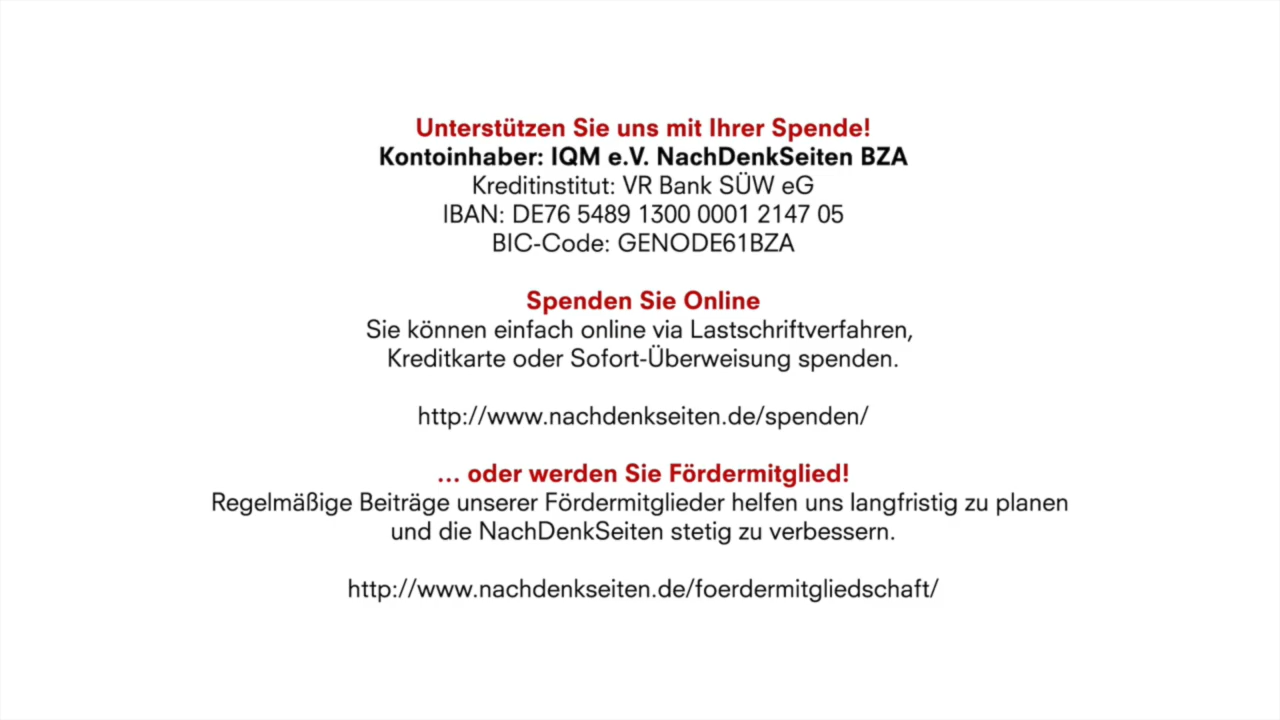 Unterstützen Sie uns mit Ihrer Spende!
Kontoinhaber: IQM e.V. NachDenkSeiten BZA
Kreditinstitut: VR Bank SÜW eG
IBAN: DE76 5489 1300 0001 2147 05
BIC-Code: GENODE61BZA
Spenden Sie Online
Sie können einfach online via Lastschriftverfahren,
Kreditkarte oder Sofort-Überweisung spenden.
http://www.nachdenkseiten.de/spenden/
... oder werden Sie Fördermitglied!
Regelmäßige Beiträge unserer Fördermitglieder helfen uns langfristig zu planen
und die NachDenkSeiten stetig zu verbessern.
http://www.nachdenkseiten.de/foerdermitgliedschaft/